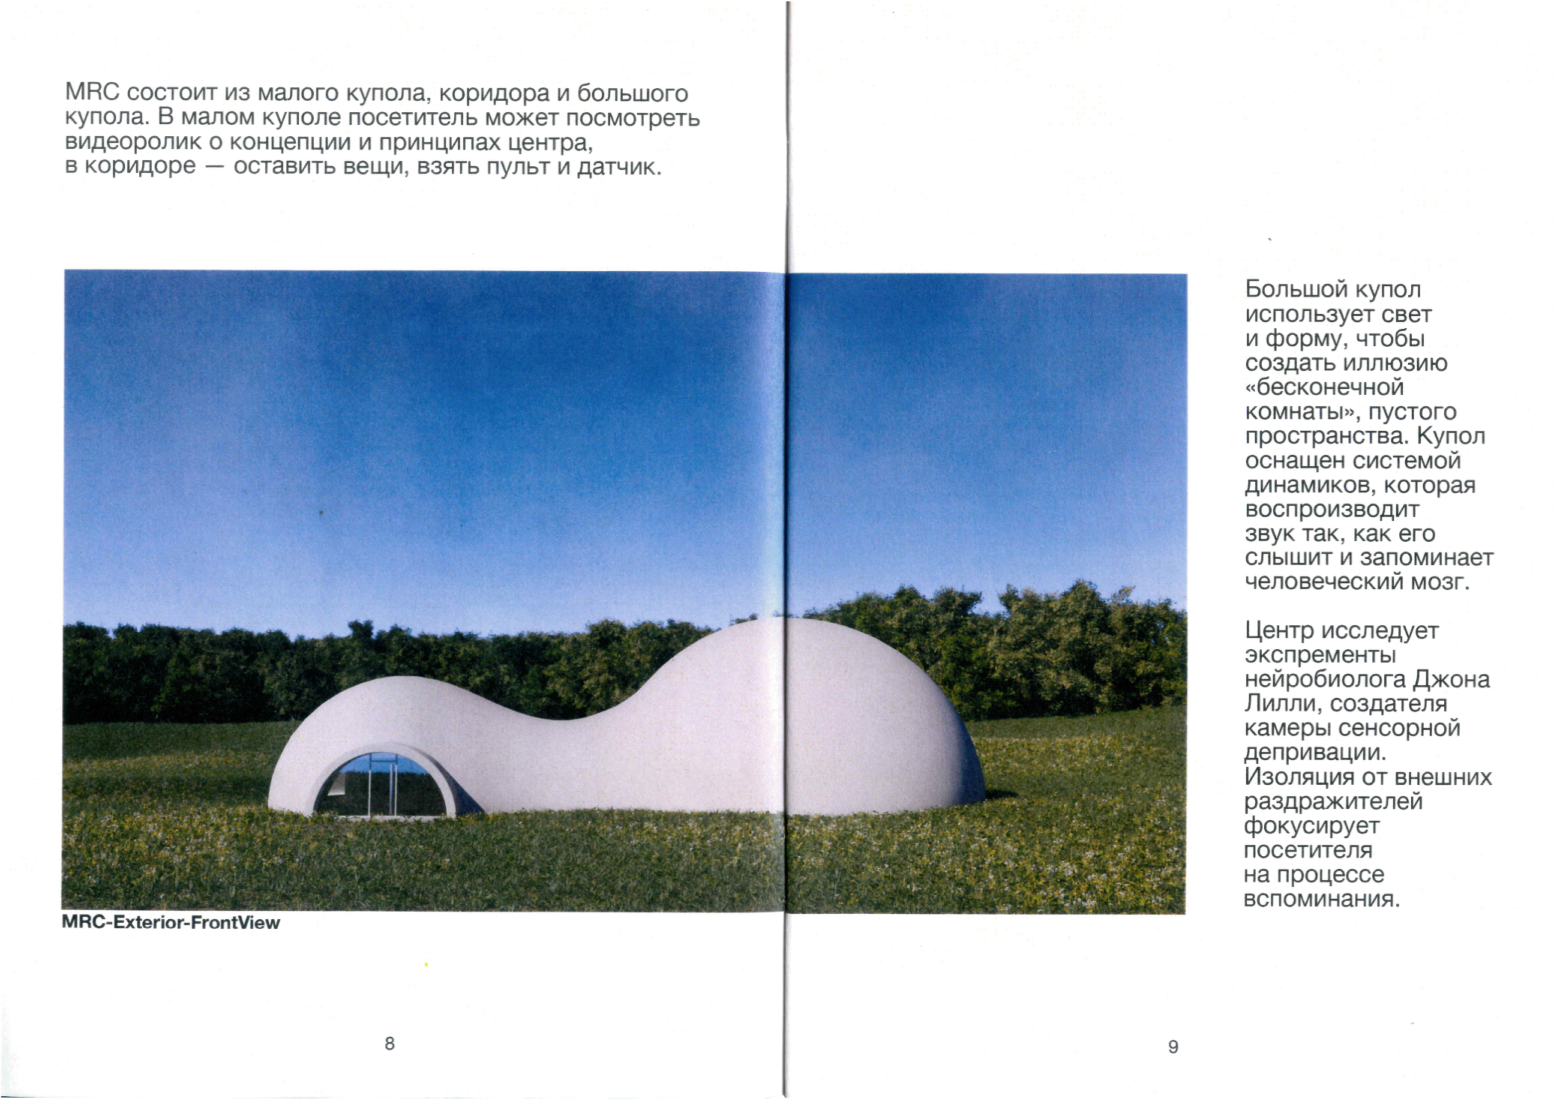 MRC состоит из малого купола, коридора и большого
купола. В малом куполе посетитель может посмотреть
видеоролик о концепции и принципах центра,
в коридоре — оставить вещи, взять пульт и датчик.
MRC-Exterior-FrontView
8
Большой купол
использует свет
и форму, чтобы
создать иллюзию
«бесконечной
комнаты», пустого
пространства. Купол
оснащен системой
динамиков, которая
воспроизводит
звук так, как его
слышит и запоминает
человеческий мозг.
Центр исследует
экспременты
нейробиолога Джона
Лилли, создателя
камеры сенсорной
депривации.
Изоляция от внешних
раздражителей
фокусирует
посетителя
на процессе
вспоминания.
9